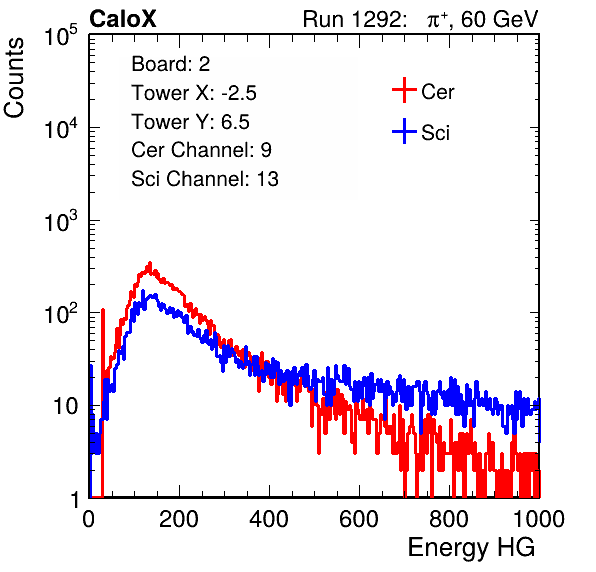 CaloX Run 1292: π⁺, 60 GeV
Counts
10⁵
10⁴
10³
10²
10
1
Board: 2
Tower X: -2.5
Tower Y: 6.5
Cer Channel: 9
Sci Channel: 13
Cer
Sci
0 200 400 600 800 1000
Energy HG